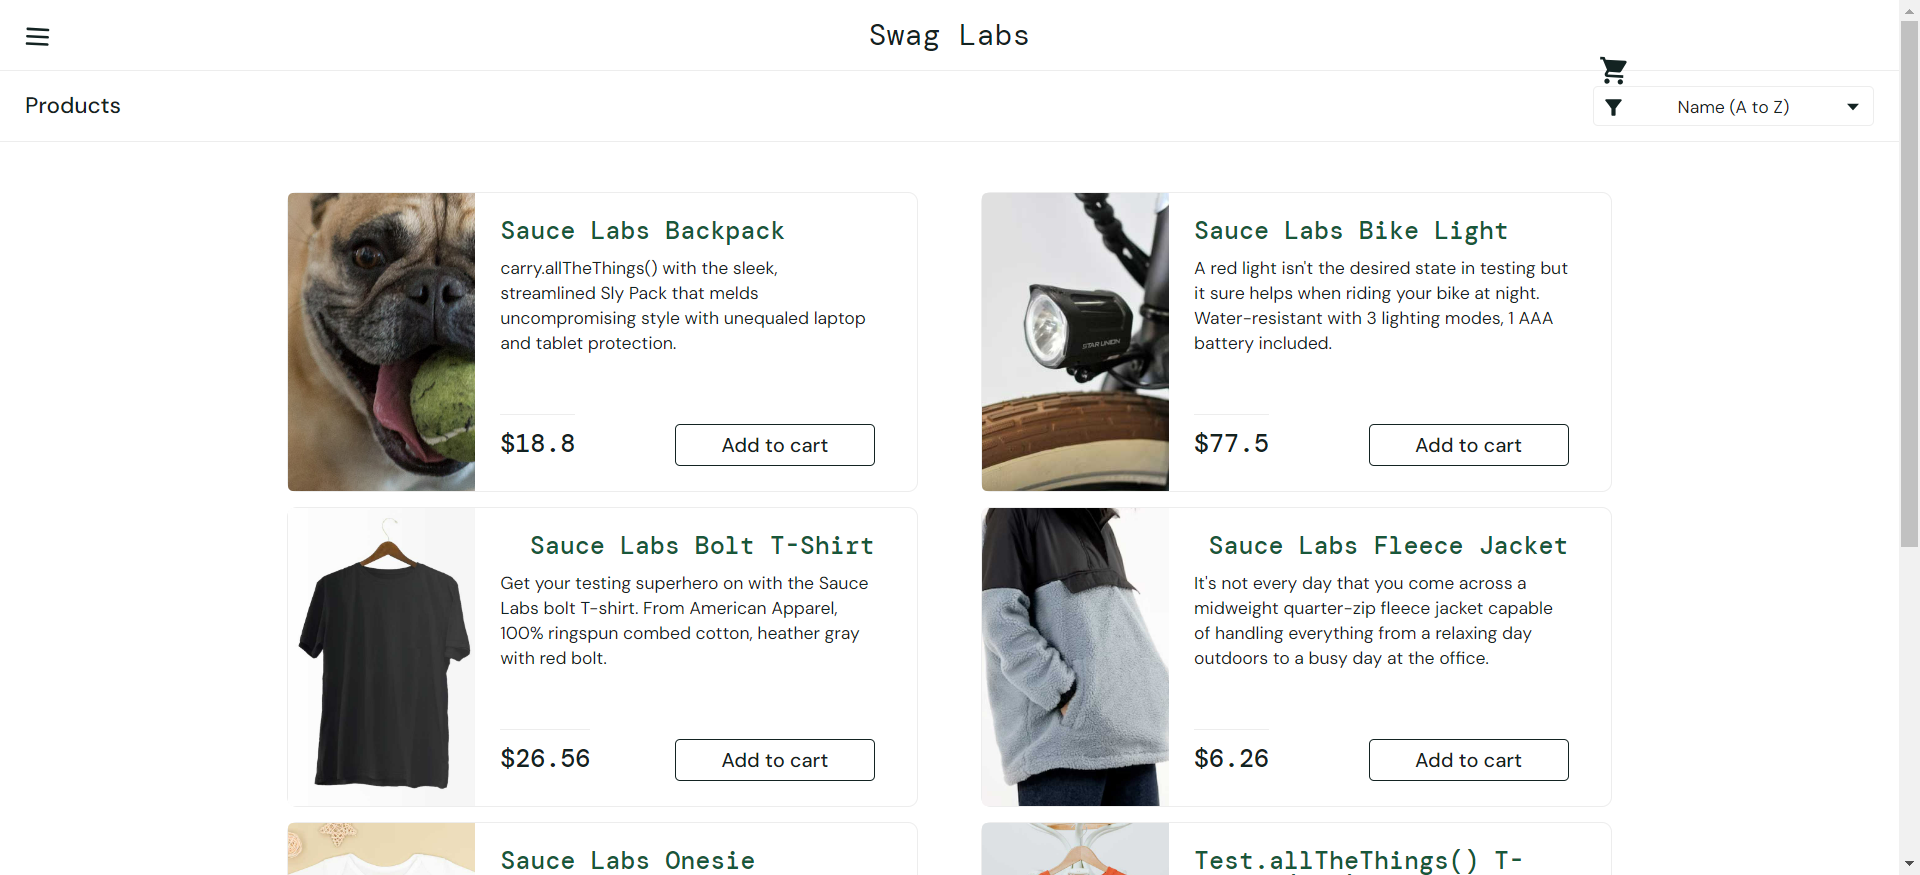 Swag Labs
Products
Name (A to Z)
Sauce Labs Backpack
carry.allTheThings() with the sleek,
streamlined Sly Pack that melds
uncompromising style with unequaled laptop
and tablet protection.
$18.8
Add to cart
Sauce Labs Bike Light
A red light isn't the desired state in testing but
it sure helps when riding your bike at night.
Water-resistant with 3 lighting modes, 1 AAA
battery included.
$77.5
Add to cart
STAR UNION
Sauce Labs Bolt T-Shirt
Get your testing superhero on with the Sauce
Labs bolt T-shirt. From American Apparel,
100% ringspun combed cotton, heather gray
with red bolt.
$26.56
Add to cart
Sauce Labs Fleece Jacket
It's not every day that you come across a
midweight quarter-zip fleece jacket capable
of handling everything from a relaxing day
outdoors to a busy day at the office.
$6.26
Add to cart
Sauce Labs Onesie
Test.allTheThings() T-